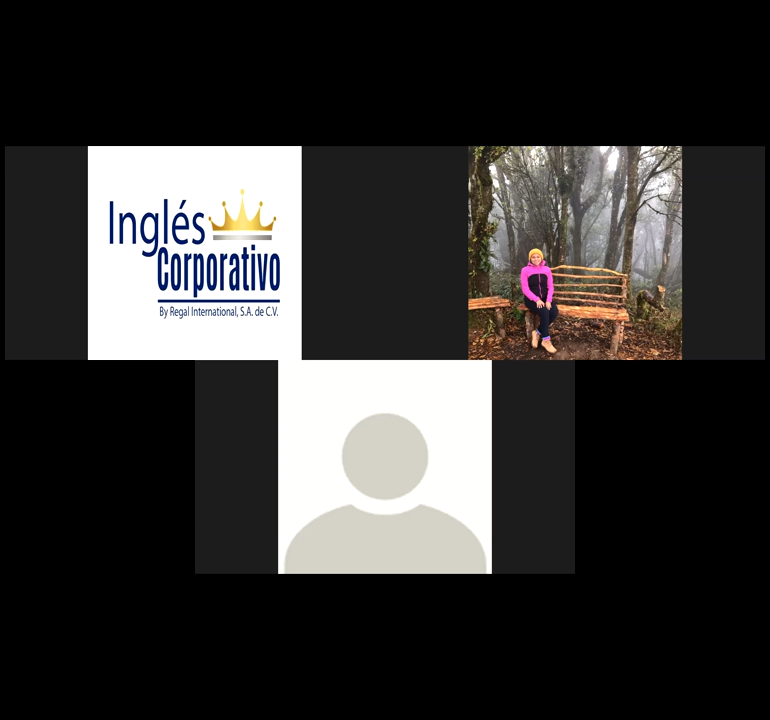 Inglés
Corporativo
By Regal International, S.A. de C.V.